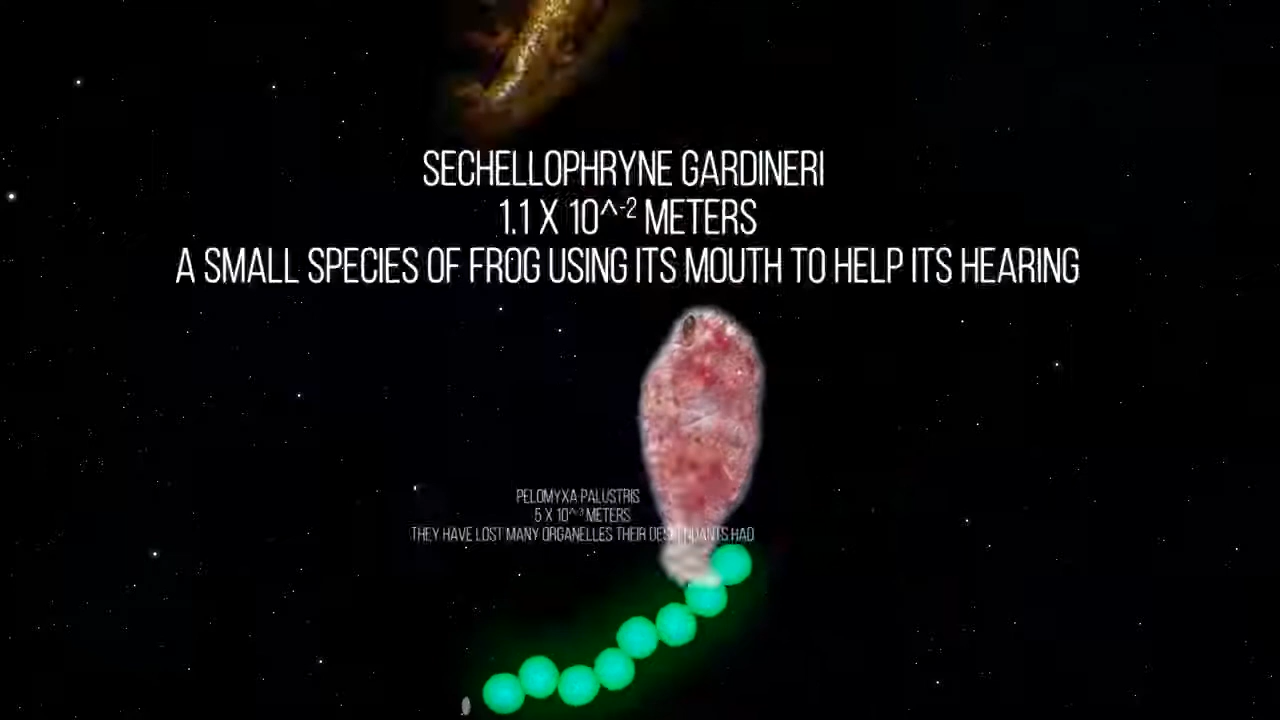 SECHELLOPHRYNE GARDINERI
1.1 X 10^-2 METERS
A SMALL SPECIES OF FROG USING ITS MOUTH TO HELP ITS HEARING
PELOMYXA PALUSTRIS
5 X 10^-3 METERS
THEY HAVE LOST MANY ORGANELLES THEIR DESCENDANTS HAD